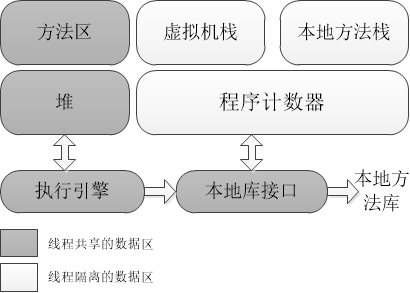 方法区
虚拟机栈
本地方法栈
堆
程序计数器
执行引擎
本地库接口
本地方
法库
线程共享的数据区
线程隔离的数据区